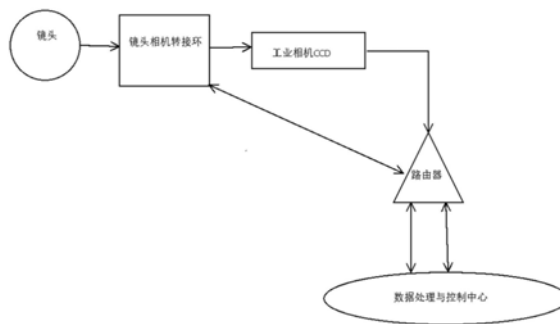 镜头
镜头相机转接环
工业相机CCD
路由器
数据处理与控制中心